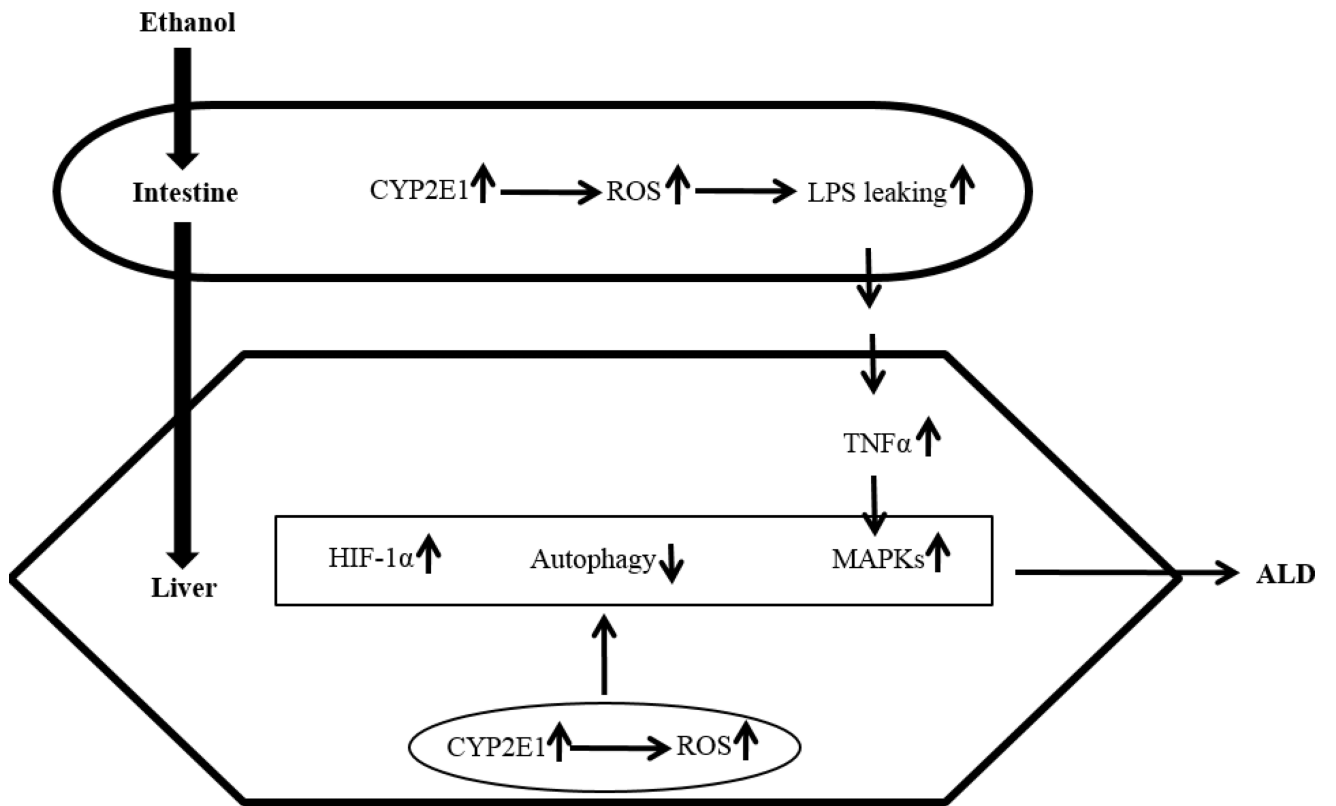 Ethanol
Intestine
CYP2E1
ROS
LPS leaking
TNFα
HIF-1α
Autophagy
MAPKs
Liver
ALD
CYP2E1
ROS